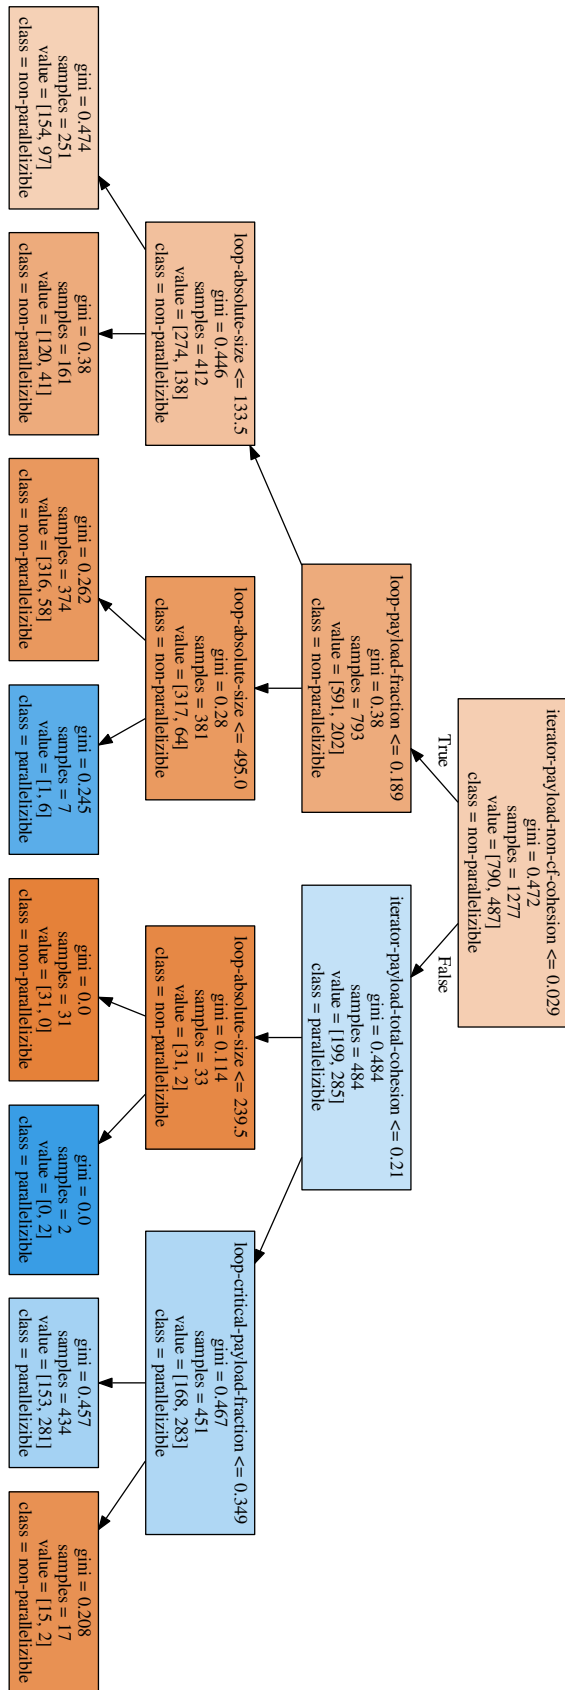 iterator-payload-non-cf-cohesion <= 0.029
gini = 0.472
samples = 1277
value = [790, 487]
class = non-parallelizible
True
False
loop-payload-fraction <= 0.189
gini = 0.38
samples = 793
value = [591, 202]
class = non-parallelizible
iterator-payload-total-cohesion <= 0.21
gini = 0.484
samples = 484
value = [199, 285]
class = parallelizible
loop-absolute-size <= 133.5
gini = 0.446
samples = 412
value = [274, 138]
class = non-parallelizible
loop-absolute-size <= 495.0
gini = 0.28
samples = 381
value = [317, 64]
class = non-parallelizible
loop-absolute-size <= 239.5
gini = 0.114
samples = 33
value = [31, 2]
class = non-parallelizible
loop-critical-payload-fraction <= 0.349
gini = 0.467
samples = 451
value = [168, 283]
class = parallelizible
gini = 0.474
samples = 251
value = [154, 97]
class = non-parallelizible
gini = 0.38
samples = 161
value = [120, 41]
class = non-parallelizible
gini = 0.262
samples = 374
value = [316, 58]
class = non-parallelizible
gini = 0.245
samples = 7
value = [1, 6]
class = parallelizible
gini = 0.0
samples = 31
value = [31, 0]
class = non-parallelizible
gini = 0.0
samples = 2
value = [0, 2]
class = parallelizible
gini = 0.457
samples = 434
value = [153, 281]
class = parallelizible
gini = 0.208
samples = 17
value = [15, 2]
class = non-parallelizible